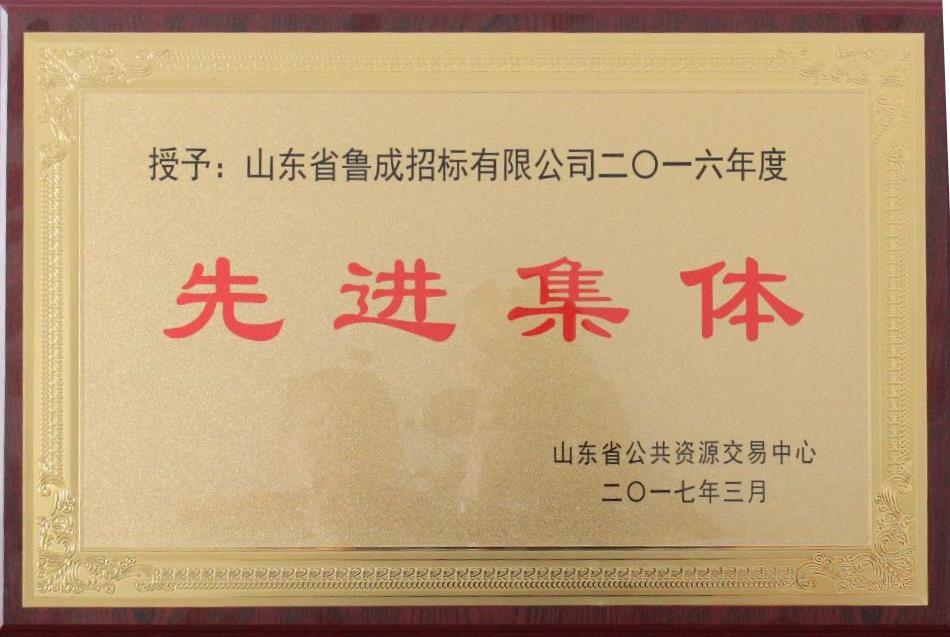 授予：山东省鲁成招标有限公司二〇一六年度
先进集体
山东省公共资源交易中心
二〇一七年三月